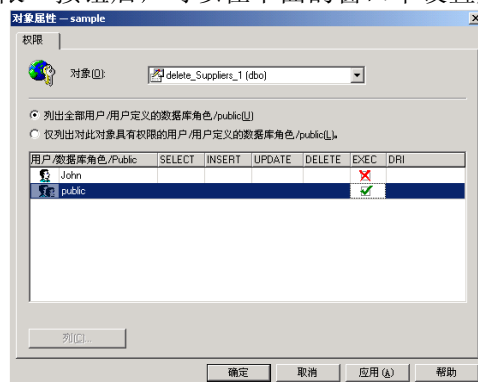 对象属性 — sample
权限
对象(O): delete_Suppliers_1 (dbo)
列出全部用户/用户定义的数据库角色/public(U)
仅列出对此对象具有权限的用户/用户定义的数据库角色/public(L)。
用户/数据库角色/Public SELECT INSERT UPDATE DELETE EXEC DRI
John
public
列(C)...
确定 取消 应用(A) 帮助